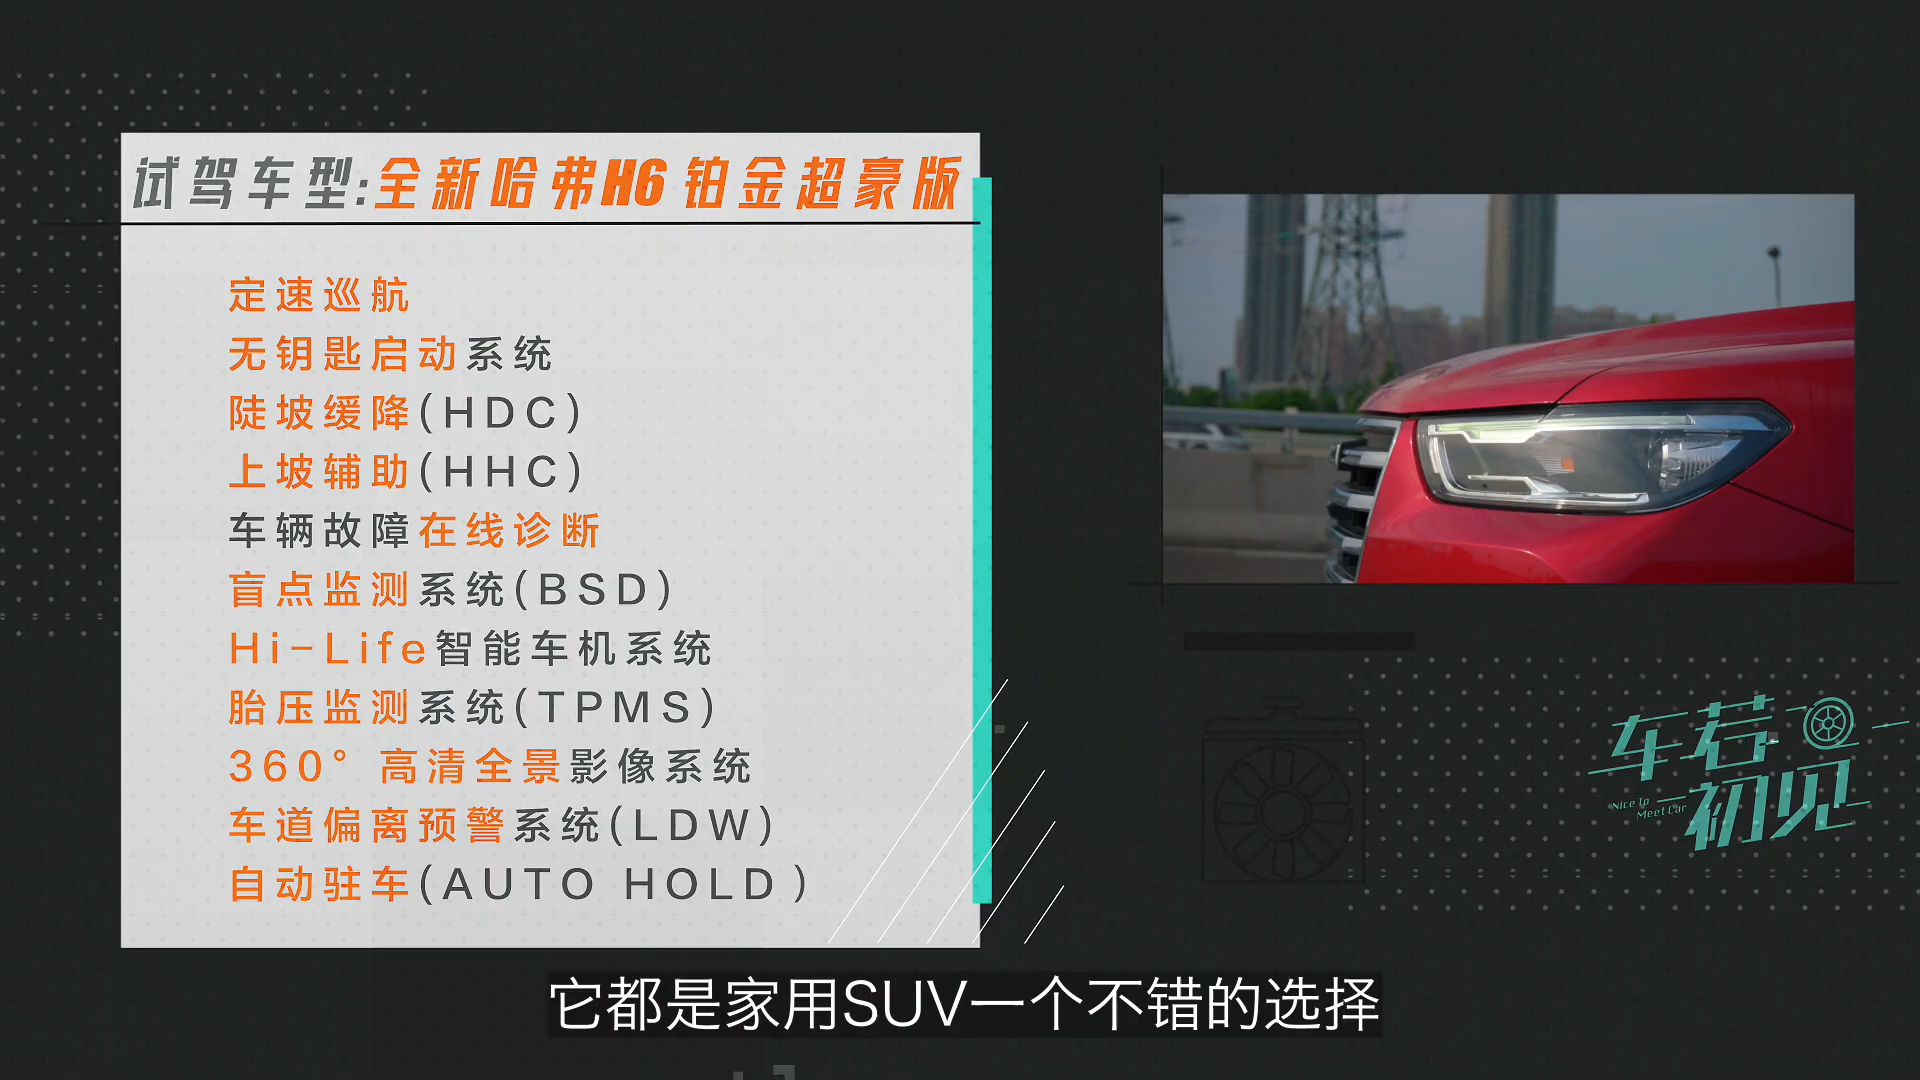 试驾车型:全新哈弗H6 铂金超豪版
定速巡航
无钥匙启动系统
陡坡缓降(HDC)
上坡辅助(HHC)
车辆故障在线诊断
盲点监测系统(BSD)
Hi-Life智能车机系统
胎压监测系统(TPMS)
360° 高清全景影像系统
车道偏离预警系统(LDW)
自动驻车(AUTO HOLD )
车若
初见
Nice To
Meet Car
它都是家用SUV一个不错的选择